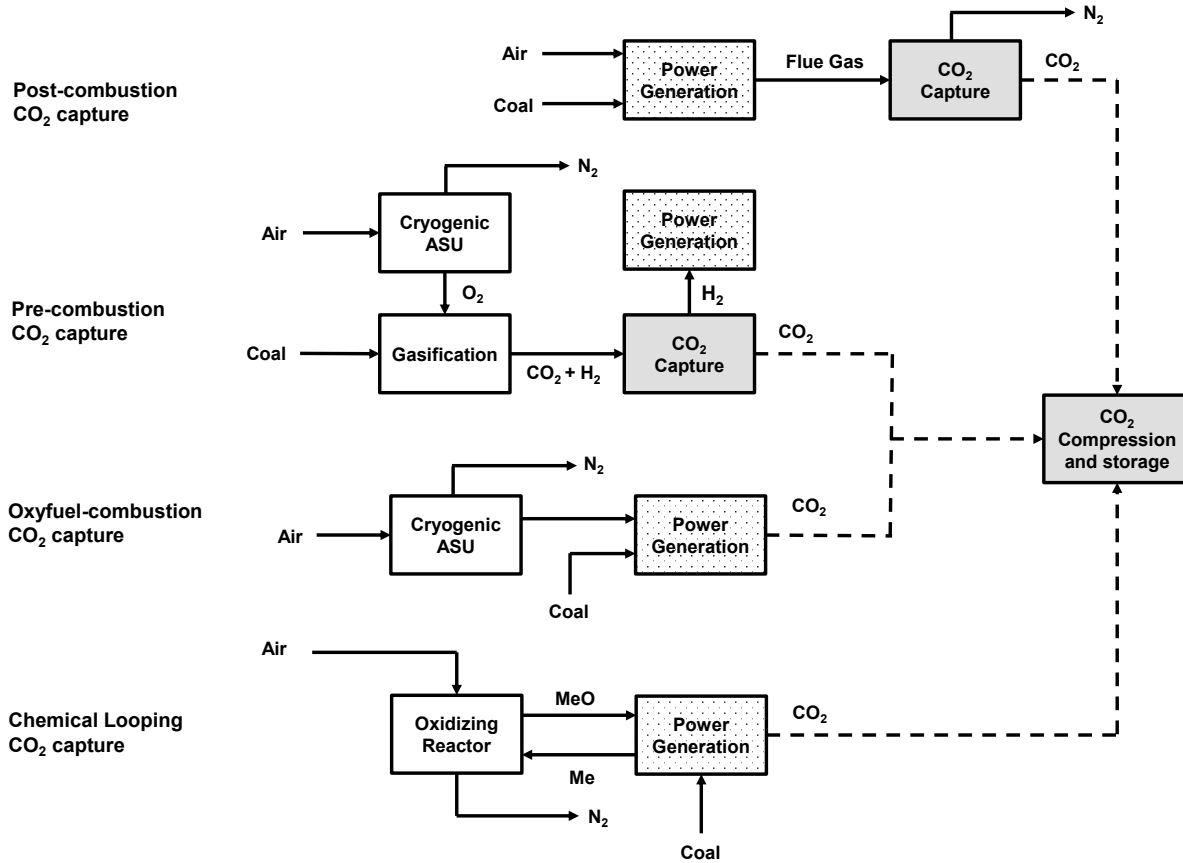 Post-combustion
CO₂ capture
Air
Coal
Power
Generation
Flue Gas
CO₂
Capture
N₂
CO₂
Pre-combustion
CO₂ capture
Air
Cryogenic
ASU
N₂
O₂
Coal
Gasification
CO₂ + H₂
Power
Generation
H₂
CO₂
Capture
CO₂
CO₂
Compression
and storage
Oxyfuel-combustion
CO₂ capture
Air
Cryogenic
ASU
N₂
Coal
Power
Generation
CO₂
Chemical Looping
CO₂ capture
Air
Oxidizing
Reactor
MeO
Me
N₂
Power
Generation
Coal
CO₂